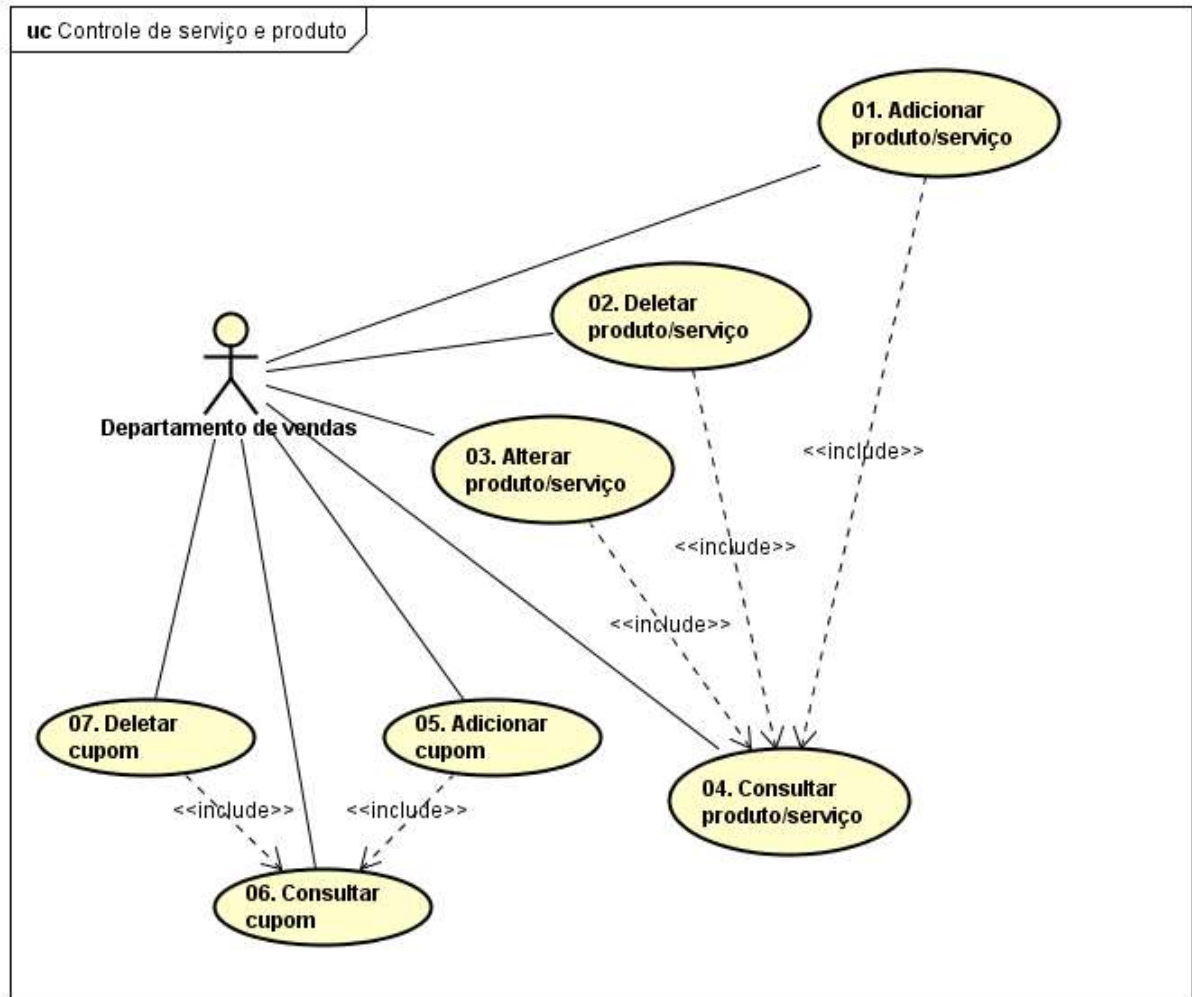 uc Controle de serviço e produto
01. Adicionar
produto/serviço
02. Deletar
produto/serviço
Departamento de vendas
03. Alterar
produto/serviço
<<include>>
<<include>>
<<include>>
07. Deletar
cupom
05. Adicionar
cupom
04. Consultar
produto/serviço
<<include>>
<<include>>
06. Consultar
cupom